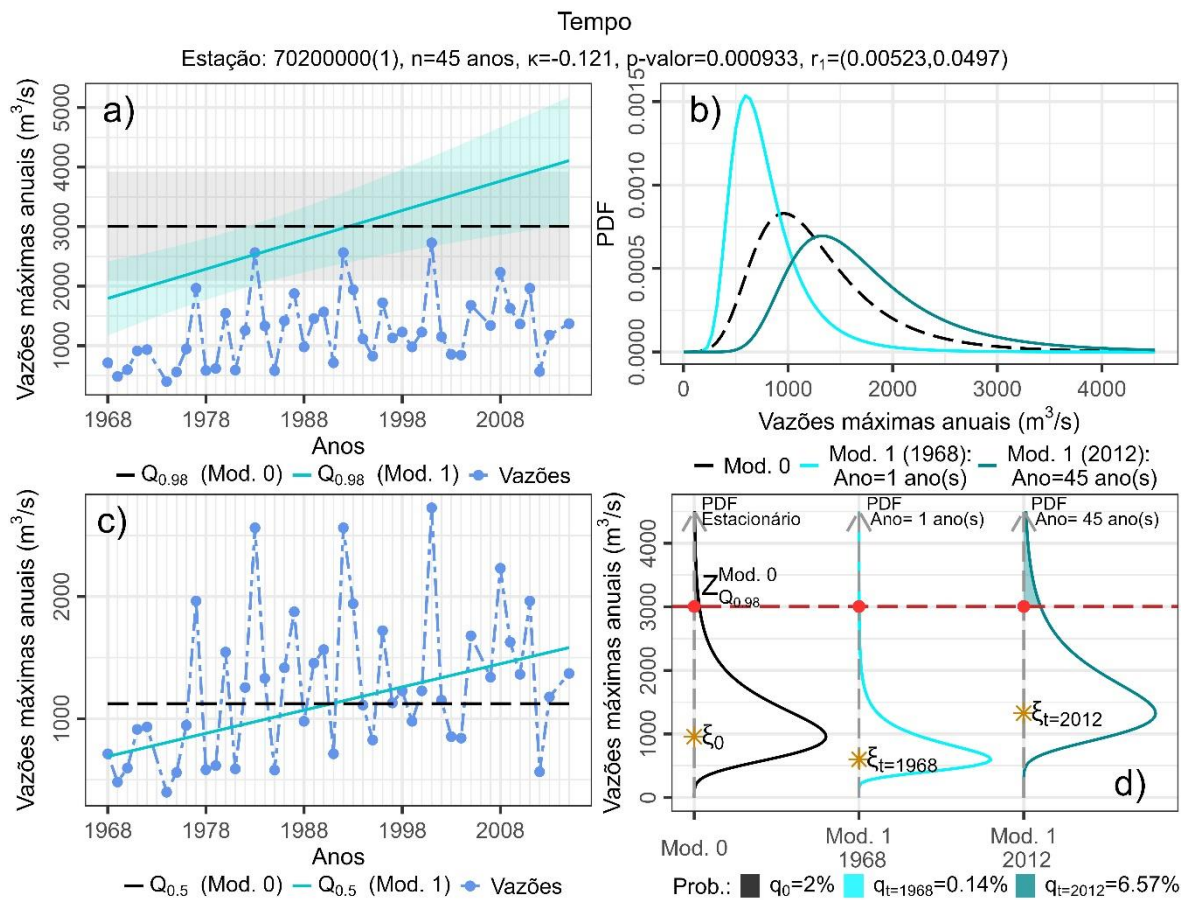 Tempo
Estação: 70200000(1), n=45 anos, κ=-0.121, p-valor=0.000933, r₁=(0.00523,0.0497)
a)
Vazões máximas anuais (m³/s)
5000
4000
3000
2000
1000
1968
1978
1988
1998
2008
Anos
Q₀.₉₈ (Mod. 0) Q₀.₉₈ (Mod. 1) Vazões
b)
PDF
0.0015
0.0010
0.0005
0.0000
0
1000
2000
3000
4000
Vazões máximas anuais (m³/s)
Mod. 0 Mod. 1 (1968): Mod. 1 (2012):
Ano=1 ano(s) Ano=45 ano(s)
c)
Vazões máximas anuais (m³/s)
2000
1000
1968
1978
1988
1998
2008
Anos
Q₀.₅ (Mod. 0) Q₀.₅ (Mod. 1) Vazões
d)
Vazões máximas anuais (m³/s)
4000
3000
2000
1000
0
PDF
Estacionário
PDF
Ano= 1 ano(s)
PDF
Ano= 45 ano(s)
Z Mod. 0
Q₀.₉₈
ξ₀
ξt=1968
ξt=2012
Mod. 0
Mod. 1
1968
Mod. 1
2012
Prob.: q₀=2% qt=1968=0.14% qt=2012=6.57%